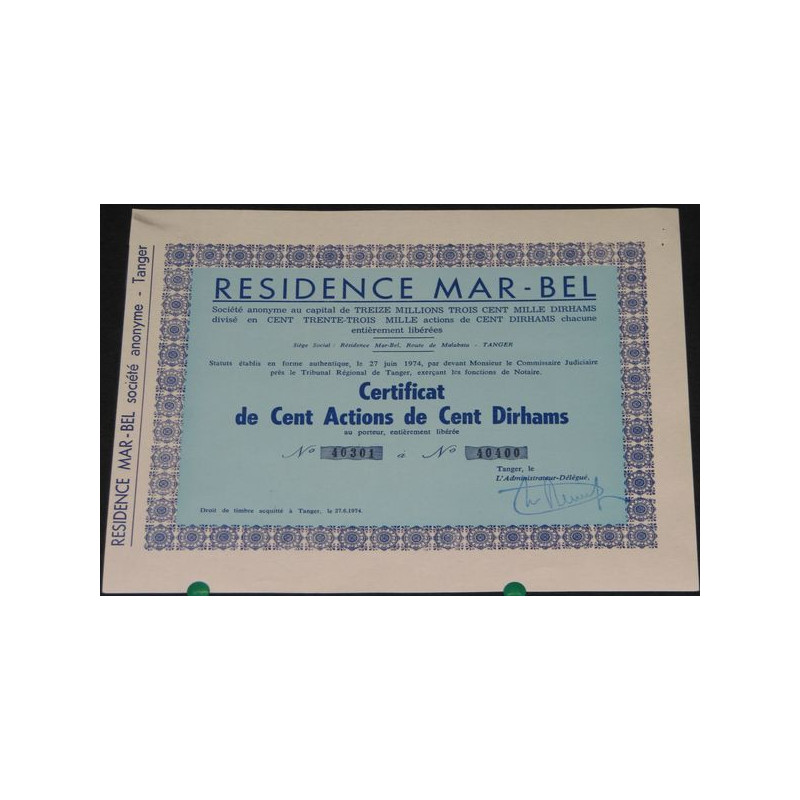 RESIDENCE MAR-BEL société anonyme - Tanger
RESIDENCE MAR-BEL
Société anonyme au capital de TREIZE MILLIONS TROIS CENT MILLE DIRHAMS
divisé en CENT TRENTE-TROIS MILLE actions de CENT DIRHAMS chacune
entièrement libérées
Siège Social : Résidence Mar-Bel, Route de Malabata - TANGER
Statuts établis en forme authentique, le 27 juin 1974, par devant Monsieur le Commissaire Judiciaire
près le Tribunal Régional de Tanger, exerçant les fonctions de Notaire.
Certificat
de Cent Actions de Cent Dirhams
au porteur, entièrement libérée
No 40301 à No 40400
Tanger, le
L'Administrateur-Délégué,
Droit de timbre acquitté à Tanger, le 27.6.1974.